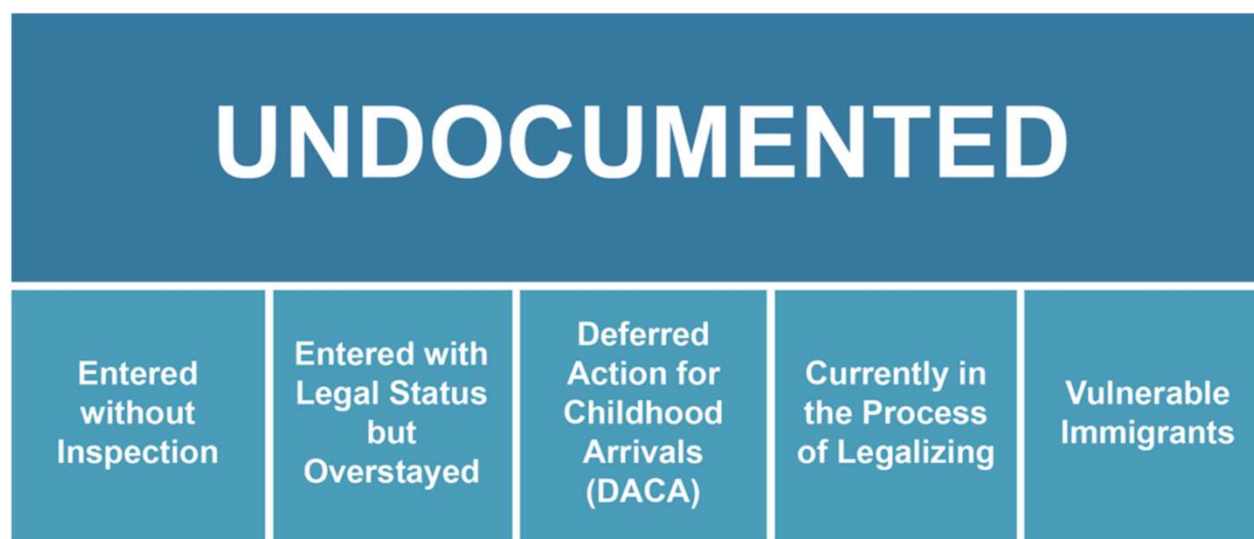 UNDOCUMENTED
Entered
without
Inspection
Entered with
Legal Status
but
Overstayed
Deferred
Action for
Childhood
Arrivals
(DACA)
Currently in
the Process
of Legalizing
Vulnerable
Immigrants